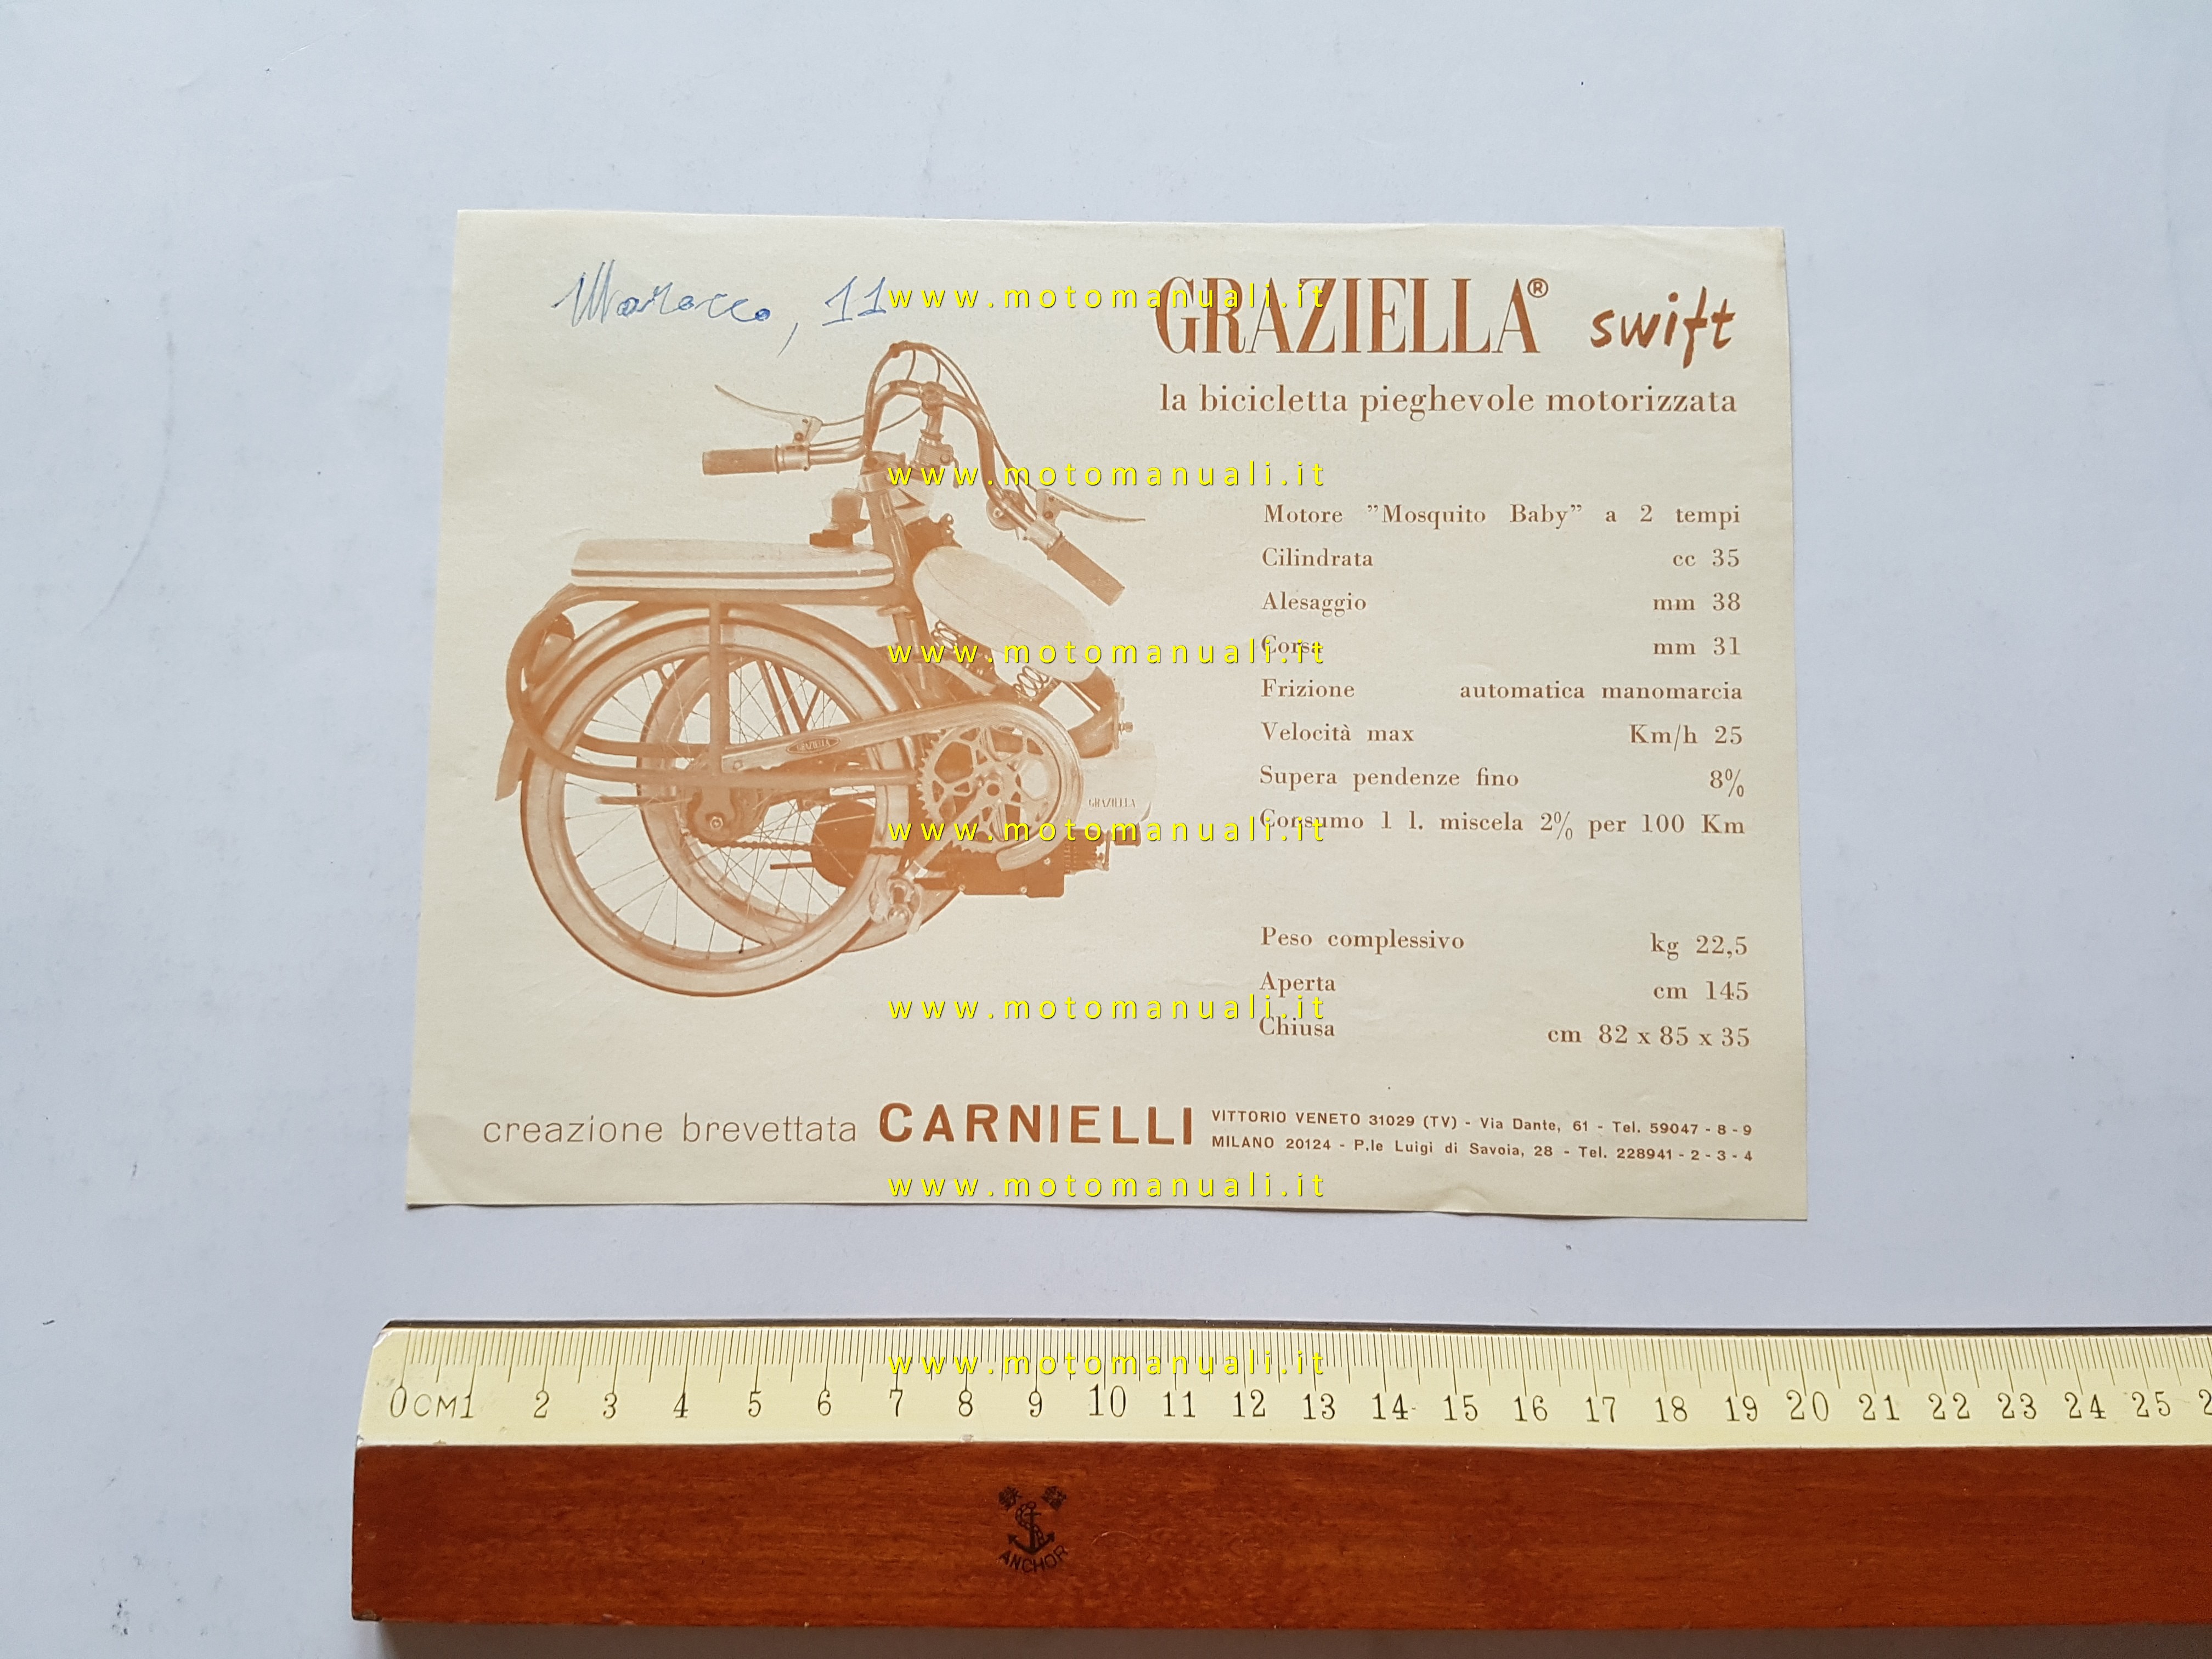 Marocco, 11
GRAZIELLA® swift
la bicicletta pieghevole motorizzata
Motore "Mosquito Baby" a 2 tempi
Cilindrata cc 35
Alesaggio mm 38
Corsa mm 31
Frizione automatica manomarcia
Velocità max Km/h 25
Supera pendenze fino 8%
Consumo 1 l. miscela 2% per 100 Km
Peso complessivo kg 22,5
Aperta cm 145
Chiusa cm 82 x 85 x 35
GRAZIELLA
GRAZIELLA
creazione brevettata CARNIELLI
VITTORIO VENETO 31029 (TV) - Via Dante, 61 - Tel. 59047 - 8 - 9
MILANO 20124 - P.le Luigi di Savoia, 28 - Tel. 228941 - 2 - 3 - 4
www.motomanuali.it
www.motomanuali.it
www.motomanuali.it
www.motomanuali.it
www.motomanuali.it
www.motomanuali.it
www.motomanuali.it
0 CM 1 2 3 4 5 6 7 8 9 10 11 12 13 14 15 16 17 18 19 20 21 22 23 24 25 2
ANCHOR